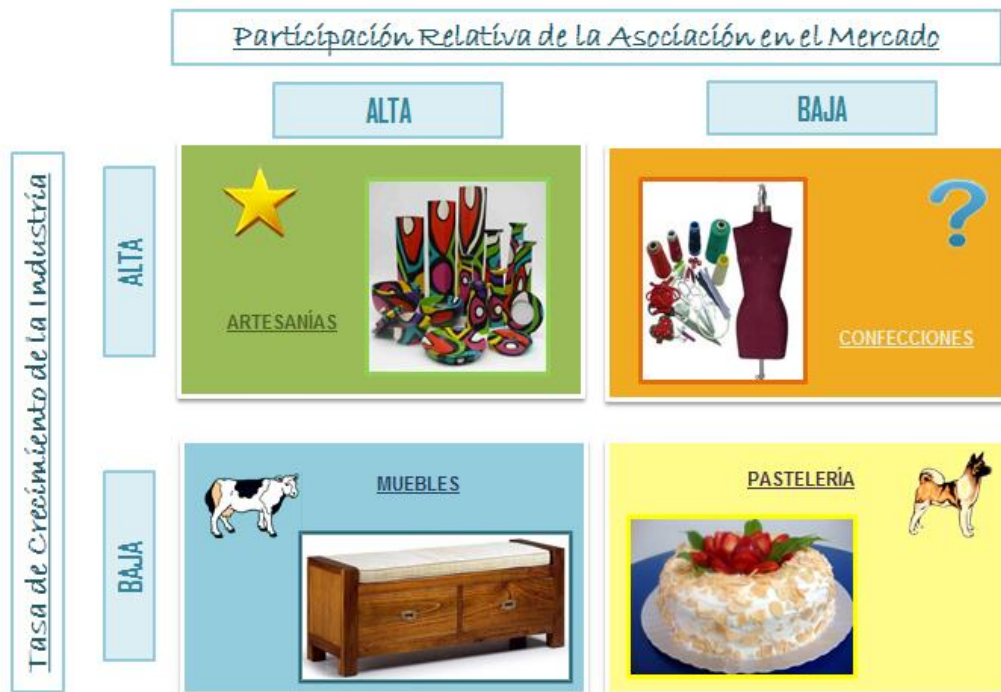 Participación Relativa de la Asociación en el Mercado
ALTA
BAJA
Tasa de Crecimiento de la Industria
ALTA
ARTESANÍAS
?
CONFECCIONES
BAJA
MUEBLES
PASTELERÍA